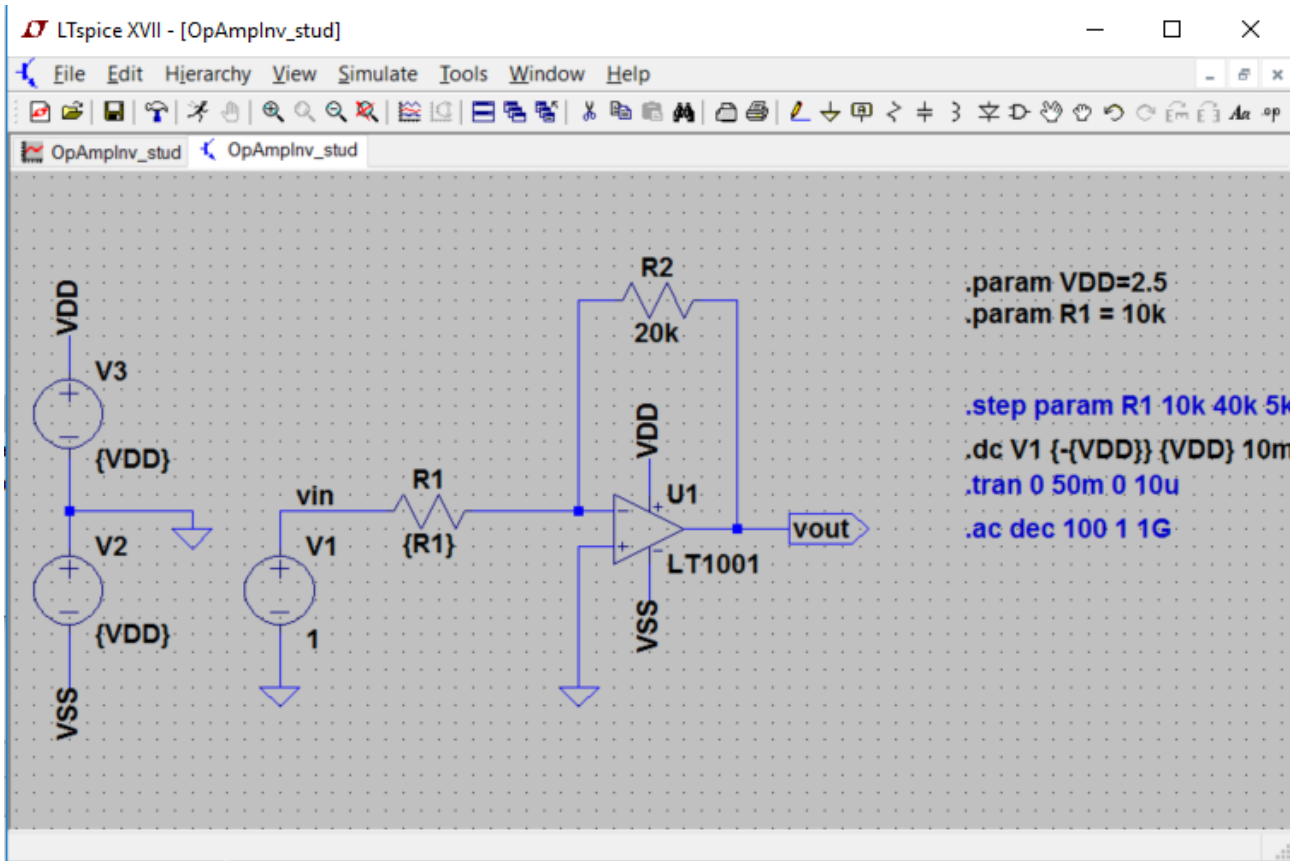 LTspice XVII - [OpAmpInv_stud]
File Edit Hierarchy View Simulate Tools Window Help
A Aa .op
OpAmpInv_stud OpAmpInv_stud
VDD
V3
{VDD}
V2
{VDD}
VSS
vin
V1
1
R1
{R1}
R2
20k
VDD
U1
LT1001
VSS
vout
.param VDD=2.5
.param R1 = 10k
.step param R1 10k 40k 5k
.dc V1 {-{VDD}} {VDD} 10m
.tran 0 50m 0 10u
.ac dec 100 1 1G